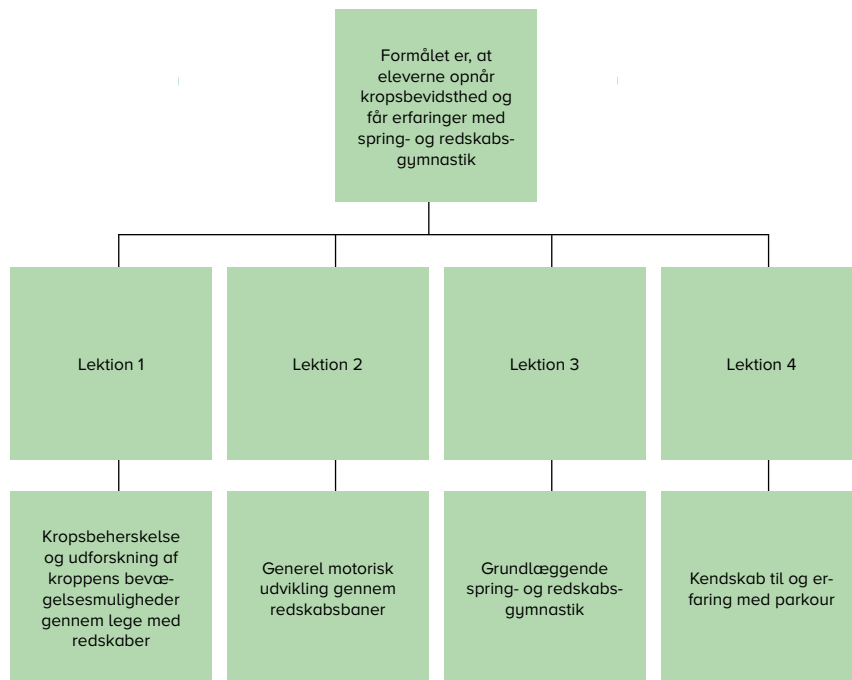 Formålet er, at
eleverne opnår
kropsbevidsthed og
får erfaringer med
spring- og redskabs-
gymnastik
Lektion 1
Lektion 2
Lektion 3
Lektion 4
Kropsbeherskelse
og udforskning af
kroppens bevæ-
gelsesmuligheder
gennem lege med
redskaber
Generel motorisk
udvikling gennem
redskabsbaner
Grundlæggende
spring- og redskabs-
gymnastik
Kendskab til og er-
faring med parkour